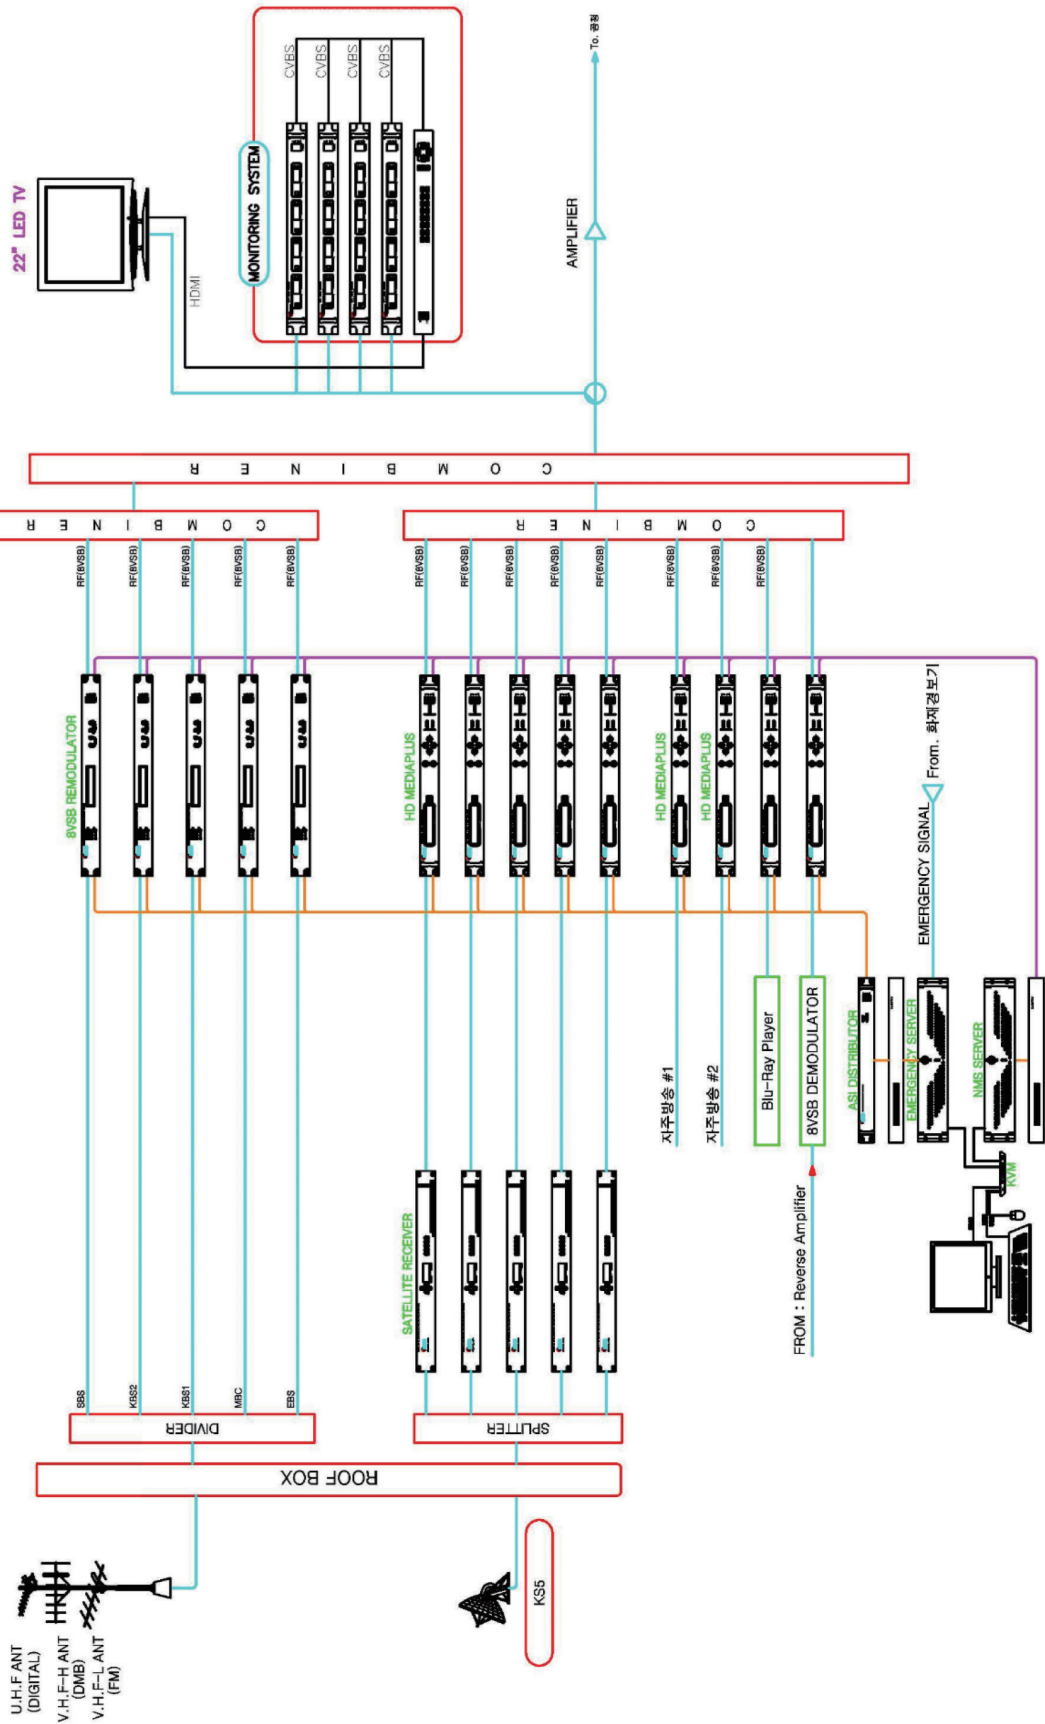 U.H.F ANT
(DIGITAL)
V.H.F-H ANT
(DMB)
V.H.F-L ANT
(FM)
KS5
ROOF BOX
DIVIDER
SPLITTER
SBS
KBS2
KBS1
MBC
EBS
SATELLITE RECEIVER
FROM : Reverse Amplifier
자주방송 #1
자주방송 #2
Blu-Ray Player
8VSB DEMODULATOR
8VSB REMODULATOR
HD MEDIAPLUS
HD MEDIAPLUS
HD MEDIAPLUS
ASI DISTRIBUTOR
EMERGENCY SERVER
NMS SERVER
KVM
EMERGENCY SIGNAL
From. 화재경보기
RF(8VSB)
RF(8VSB)
RF(8VSB)
RF(8VSB)
RF(8VSB)
RF(8VSB)
RF(8VSB)
RF(8VSB)
RF(8VSB)
RF(8VSB)
RF(8VSB)
RF(8VSB)
RF(8VSB)
COMBINER
COMBINER
COMBINER
22" LED TV
HDMI
MONITORING SYSTEM
CVBS
CVBS
CVBS
CVBS
AMPLIFIER
To.